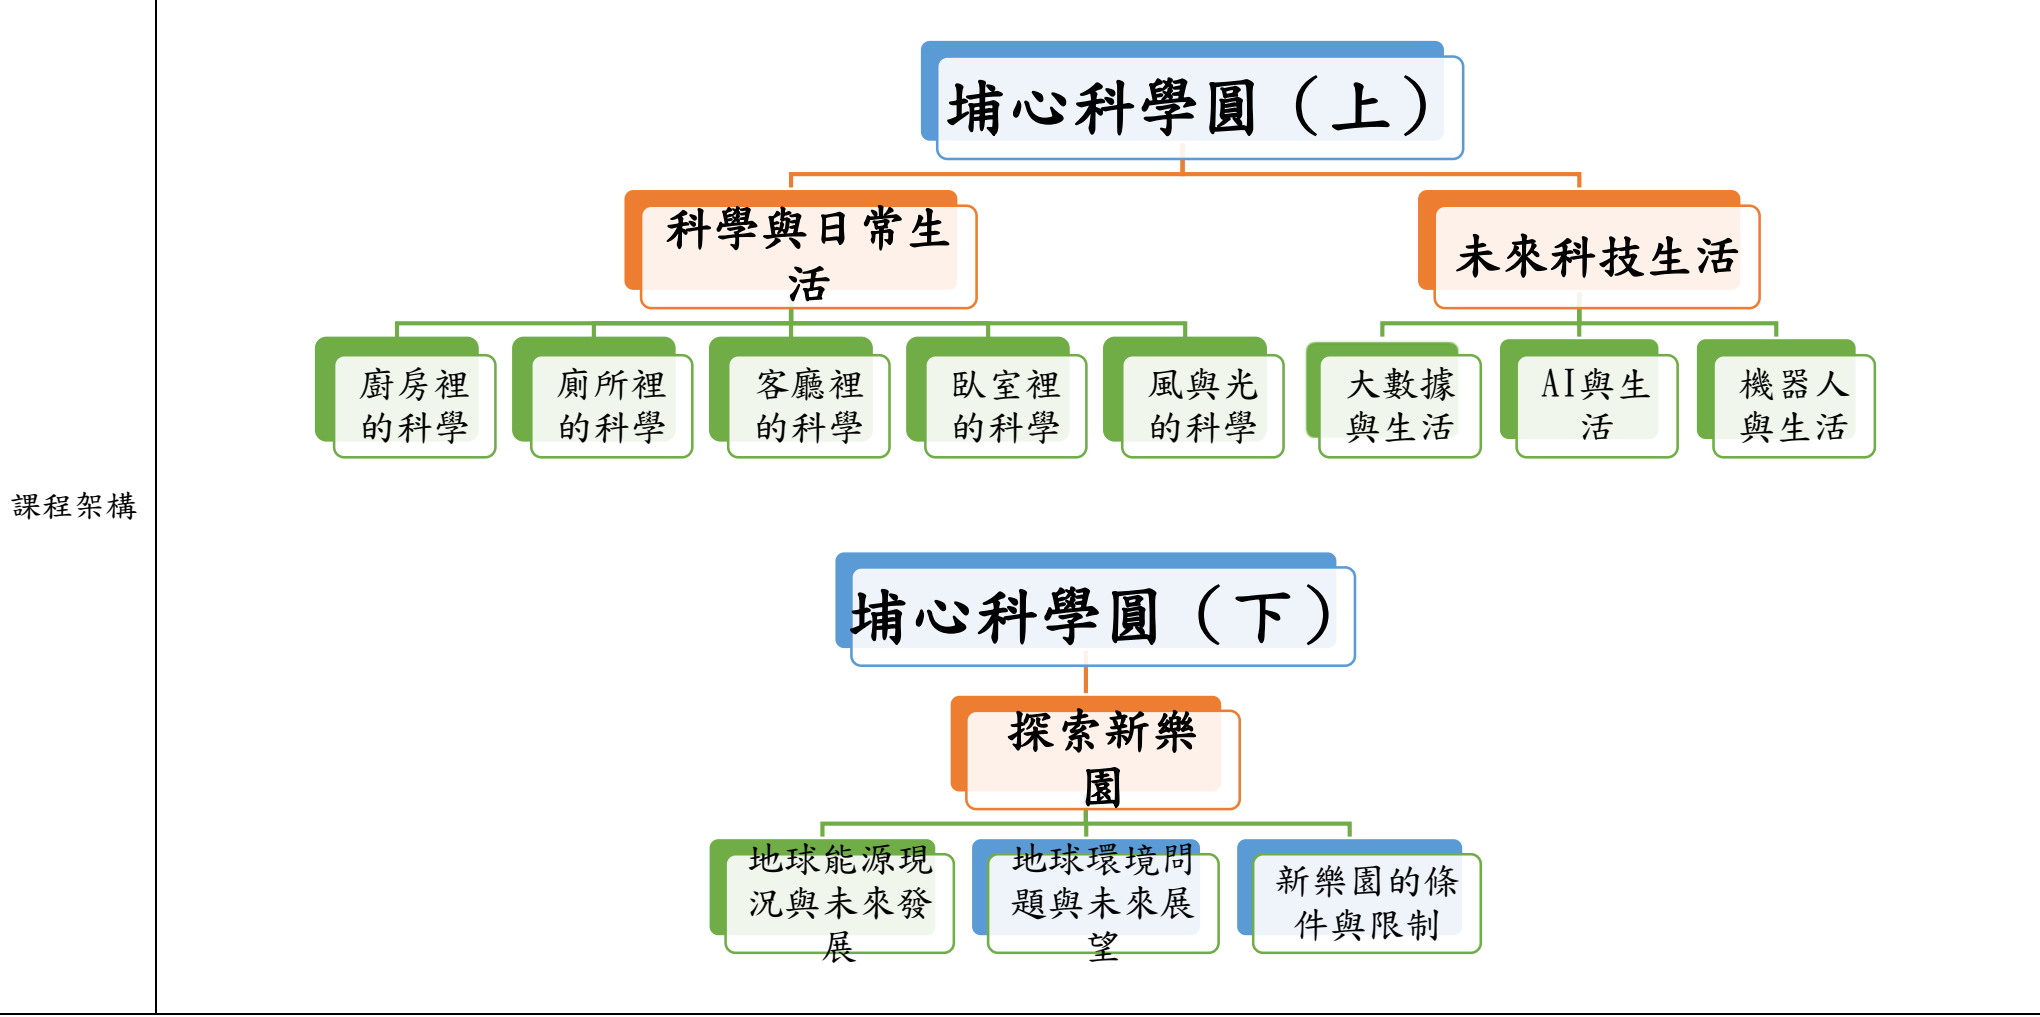 課程架構
埔心科學圓（上）
科學與日常生
活
未來科技生活
廚房裡
的科學
廁所裡
的科學
客廳裡
的科學
臥室裡
的科學
風與光
的科學
大數據
與生活
AI與生
活
機器人
與生活
埔心科學圓（下）
探索新樂
園
地球能源現
況與未來發
展
地球環境問
題與未來展
望
新樂園的條
件與限制